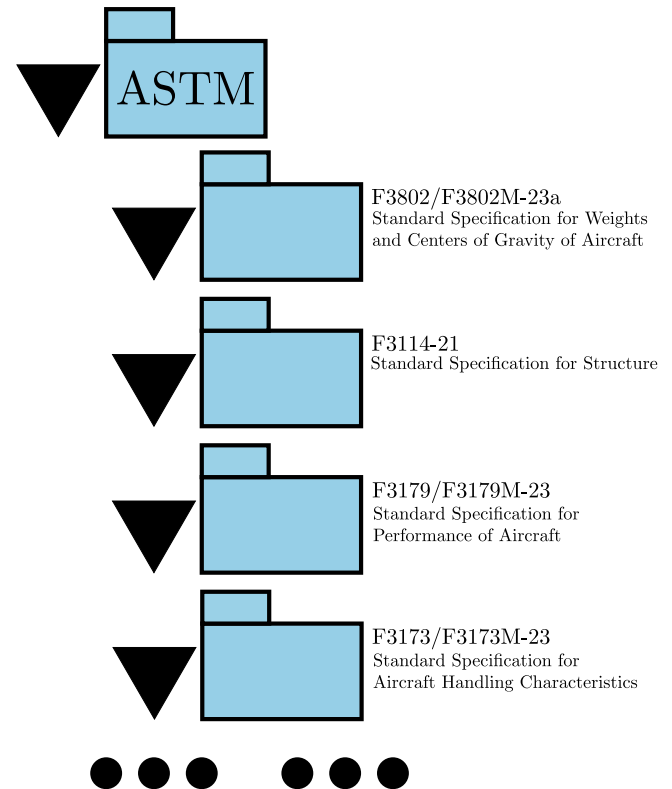 ASTM
F3802/F3802M-23a
Standard Specification for Weights
and Centers of Gravity of Aircraft
F3114-21
Standard Specification for Structure
F3179/F3179M-23
Standard Specification for
Performance of Aircraft
F3173/F3173M-23
Standard Specification for
Aircraft Handling Characteristics